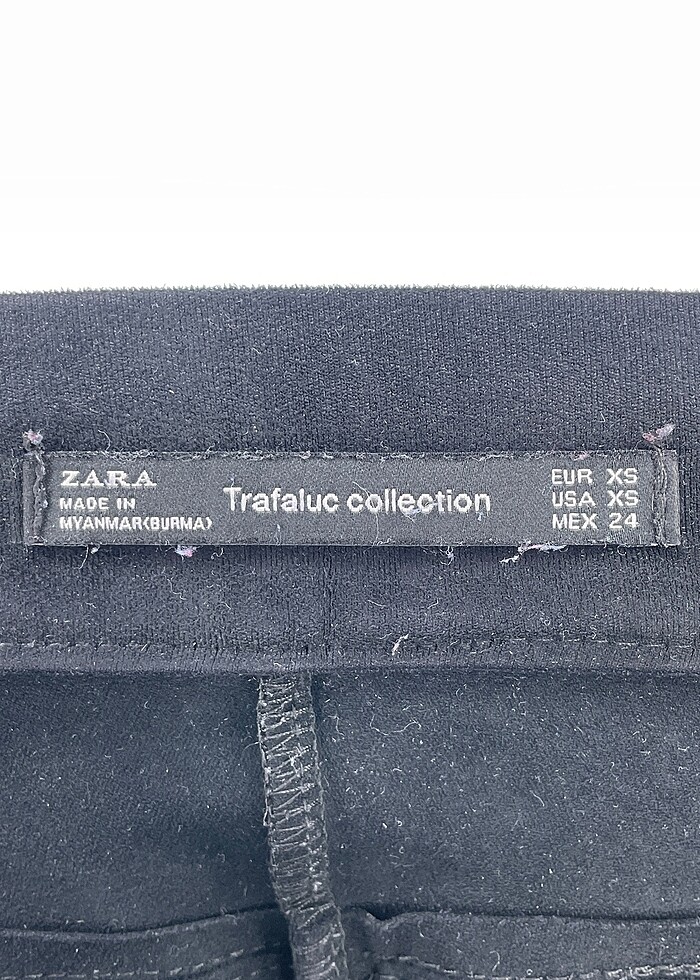 ZARA
MADE IN
MYANMAR(BURMA)
Trafaluc collection
EUR XS
USA XS
MEX 24